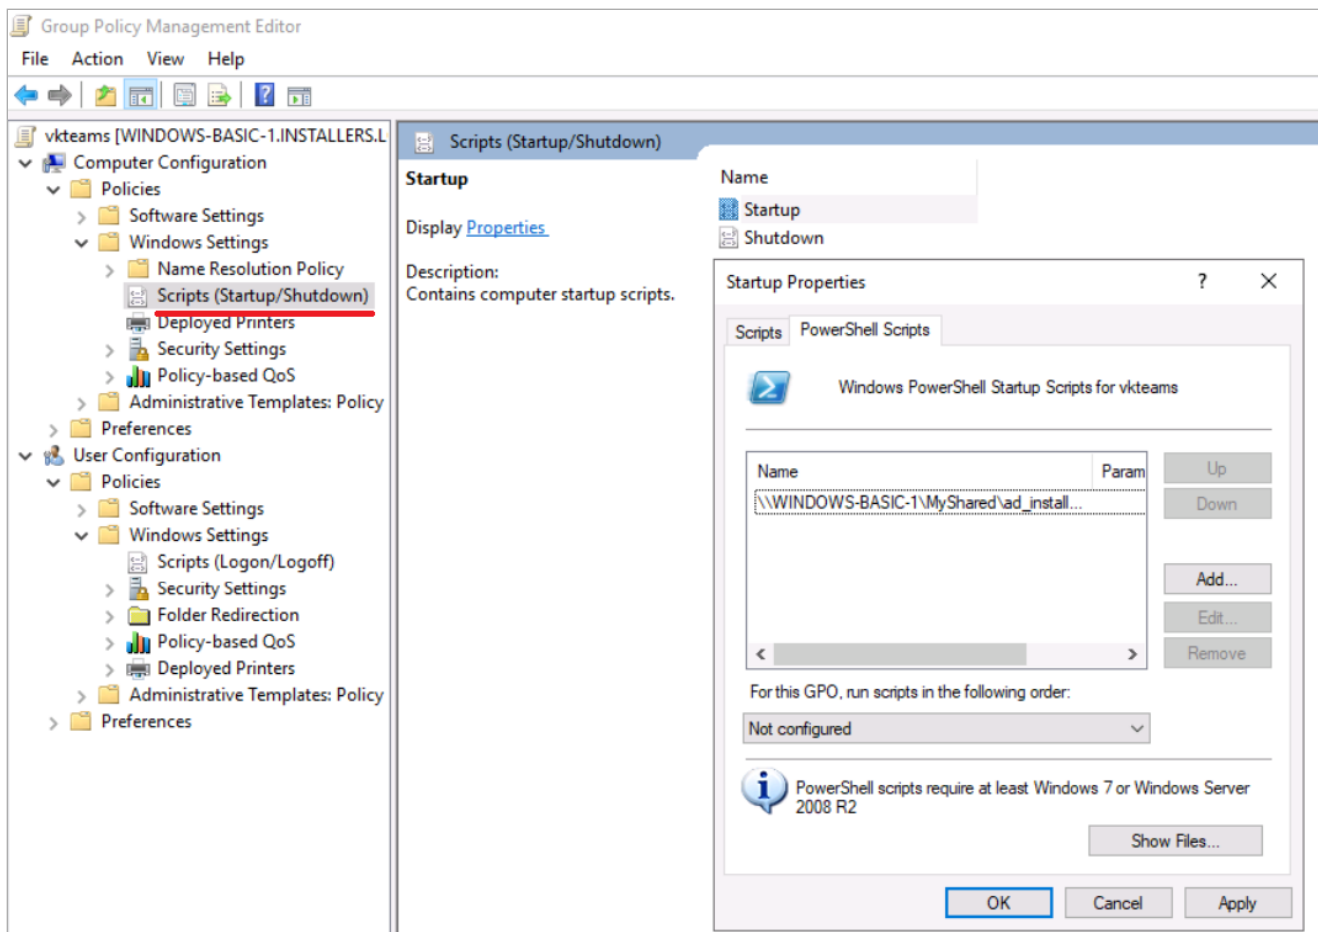 Group Policy Management Editor
File Action View Help
vkteams [WINDOWS-BASIC-1.INSTALLERS.L
Computer Configuration
Policies
Software Settings
Windows Settings
Name Resolution Policy
Scripts (Startup/Shutdown)
Deployed Printers
Security Settings
Policy-based QoS
Administrative Templates: Policy
Preferences
User Configuration
Policies
Software Settings
Windows Settings
Scripts (Logon/Logoff)
Security Settings
Folder Redirection
Policy-based QoS
Deployed Printers
Administrative Templates: Policy
Preferences
Scripts (Startup/Shutdown)
Startup
Display Properties
Description:
Contains computer startup scripts.
Name
Startup
Shutdown
Startup Properties ?
Scripts PowerShell Scripts
Windows PowerShell Startup Scripts for vkteams
Name Param
\\WINDOWS-BASIC-1\MyShared\ad_install...
Up
Down
Add...
Edit...
Remove
For this GPO, run scripts in the following order:
Not configured
PowerShell scripts require at least Windows 7 or Windows Server
2008 R2
Show Files...
OK Cancel Apply